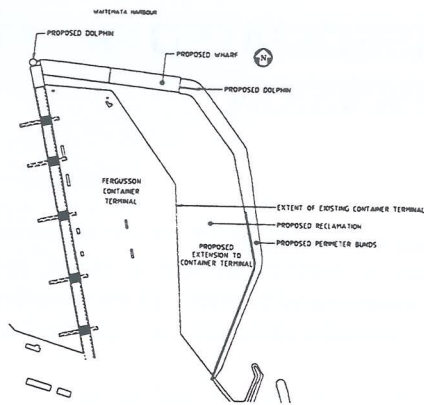 WAITEMATA HARBOUR
PROPOSED DOLPHIN
PROPOSED WHARF
N
PROPOSED DOLPHIN
FERGUSSON
CONTAINER
TERMINAL
EXTENT OF EXISTING CONTAINER TERMINAL
PROPOSED RECLAMATION
PROPOSED PERIMETER BUNDS
PROPOSED
EXTENSION TO
CONTAINER TERMINAL